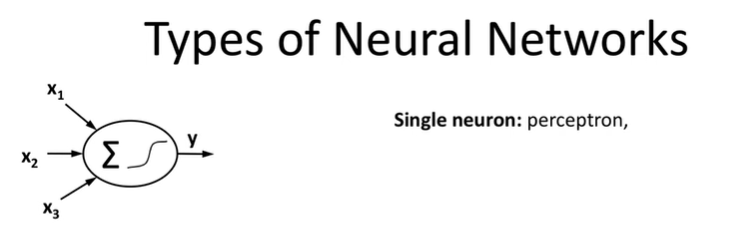 Types of Neural Networks
x₁
Single neuron: perceptron,
y
x₂
Σ
x₃